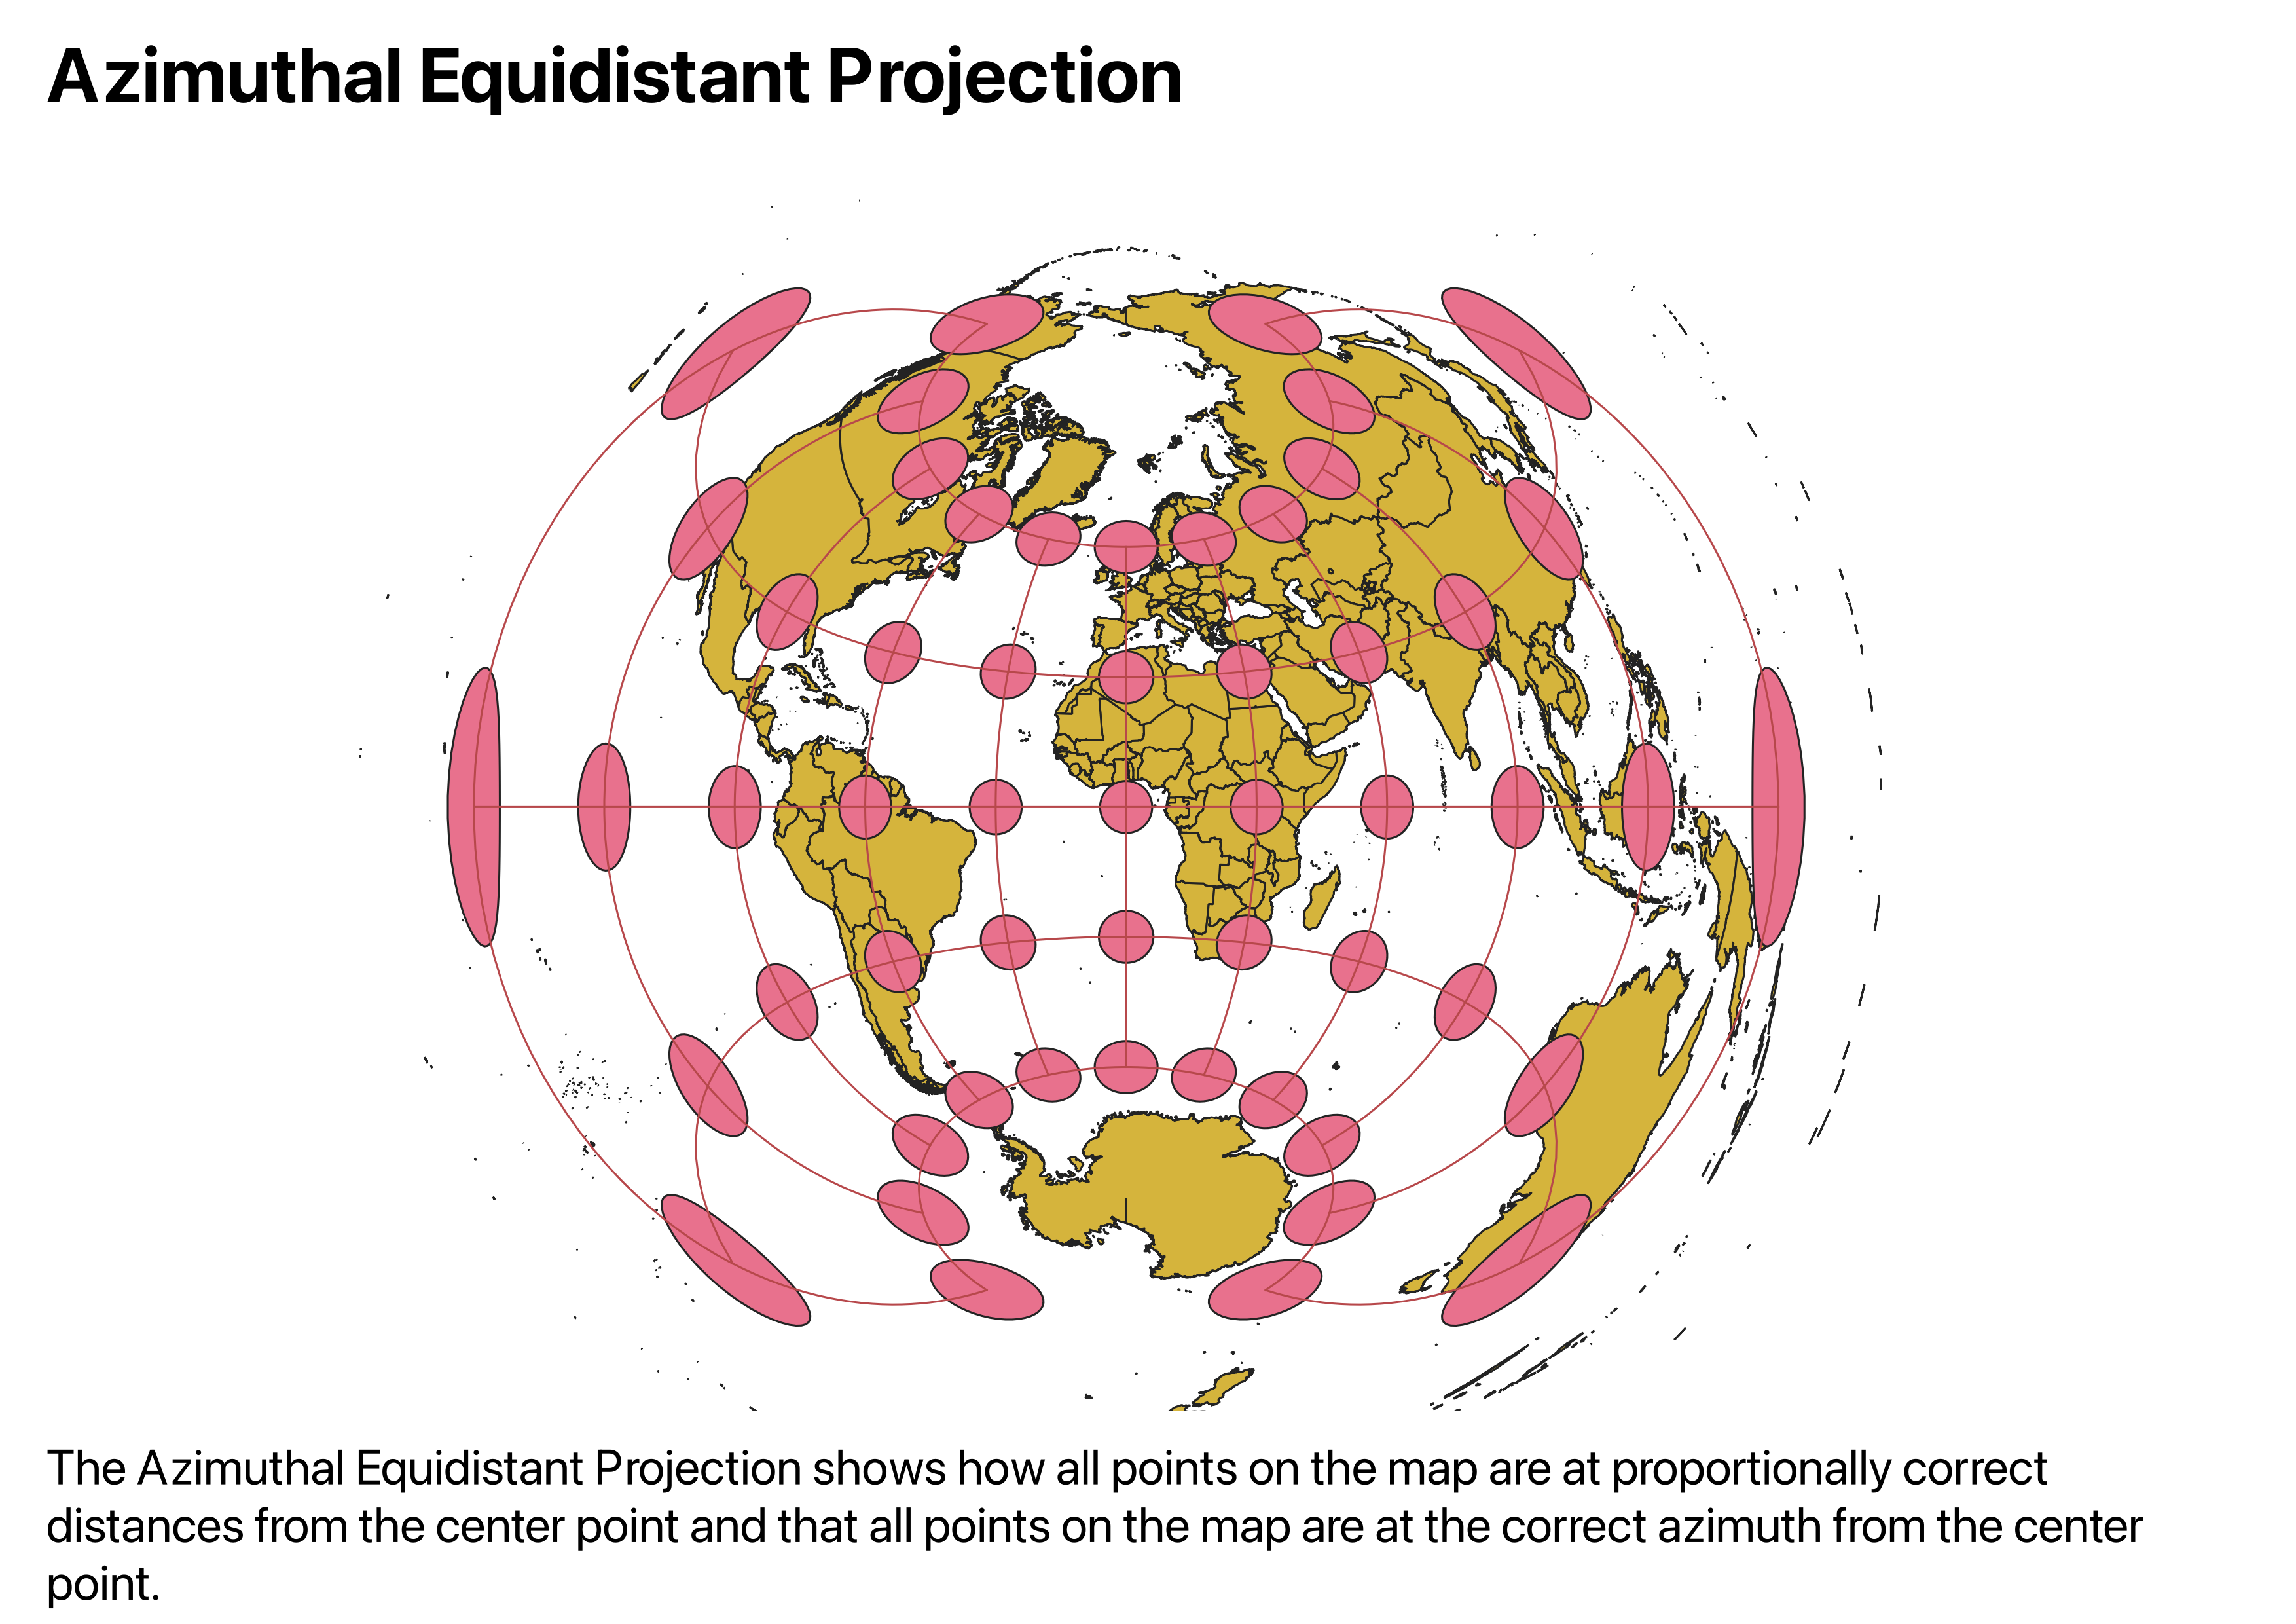 Azimuthal Equidistant Projection
The Azimuthal Equidistant Projection shows how all points on the map are at proportionally correct
distances from the center point and that all points on the map are at the correct azimuth from the center
point.